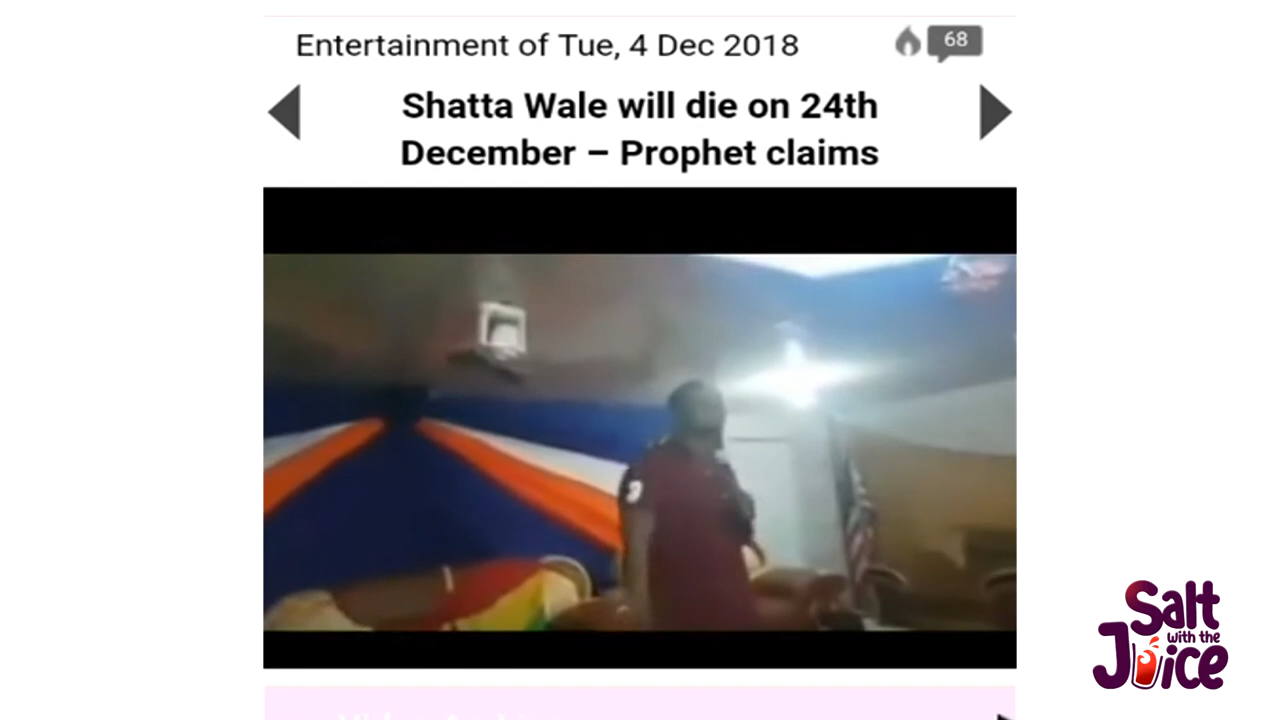 Entertainment of Tue, 4 Dec 2018
68
Shatta Wale will die on 24th
December – Prophet claims
3
Salt
with the
Juice